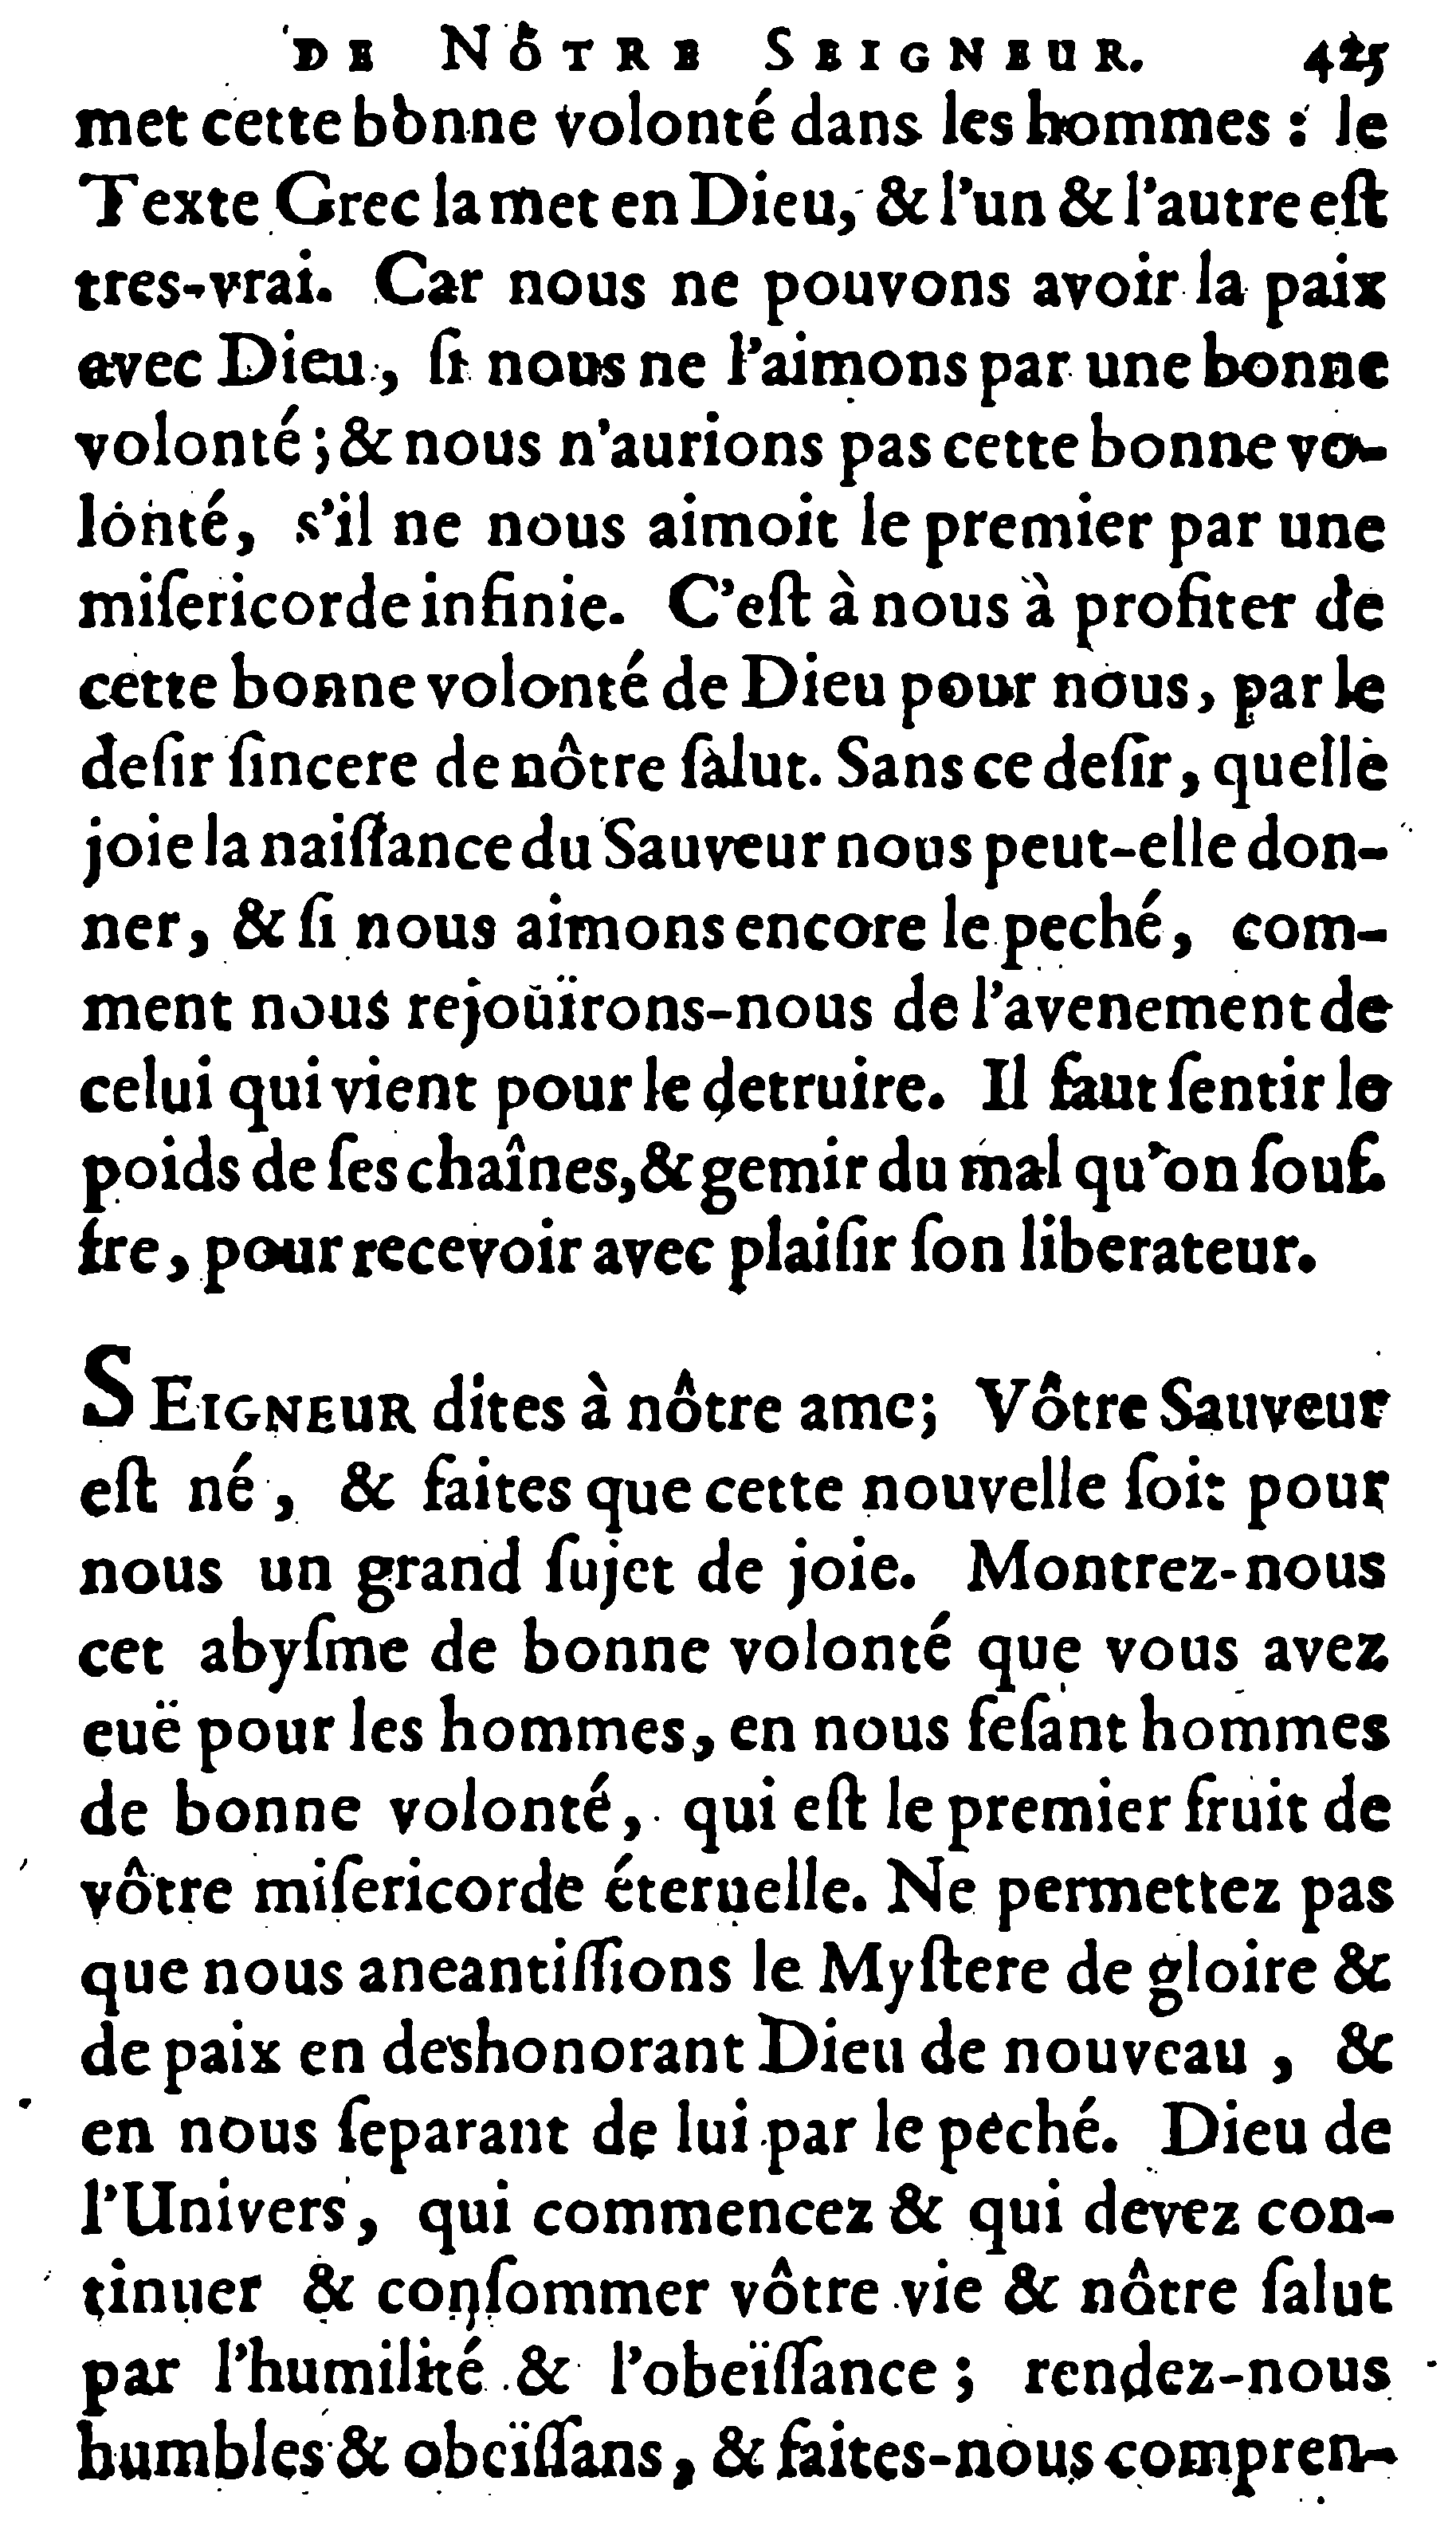 DE NÔTRE SEIGNEUR. 425
met cette bonne volonté dans les hommes : le
Texte Grec la met en Dieu, & l'un & l'autre eſt
tres-vrai. Car nous ne pouvons avoir la paix
avec Dieu, ſi nous ne l'aimons par une bonne
volonté ; & nous n'aurions pas cette bonne vo-
lonté, s'il ne nous aimoit le premier par une
miſericorde infinie. C'eſt à nous à profiter de
cette bonne volonté de Dieu pour nous, par le
deſir ſincere de nôtre ſalut. Sans ce deſir, quelle
joie la naiſſance du Sauveur nous peut-elle don-
ner, & ſi nous aimons encore le peché, com-
ment nous rejoüïrons-nous de l'avenement de
celui qui vient pour le detruire. Il faut ſentir le
poids de ſes chaînes, & gemir du mal qu'on ſouf-
fre, pour recevoir avec plaiſir ſon liberateur.
SEIGNEUR dites à nôtre ame; Vôtre Sauveur
eſt né, & faites que cette nouvelle ſoit pour
nous un grand ſujet de joie. Montrez-nous
cet abyſme de bonne volonté que vous avez
euë pour les hommes, en nous feſant hommes
de bonne volonté, qui eſt le premier fruit de
vôtre miſericorde éternelle. Ne permettez pas
que nous aneantiſſions le Myſtere de gloire &
de paix en deshonorant Dieu de nouveau, &
en nous ſeparant de lui par le peché. Dieu de
l'Univers, qui commencez & qui devez con-
tinuer & conſommer vôtre vie & nôtre ſalut
par l'humilité & l'obeïſſance ; rendez-nous
humbles & obeïſſans, & faites-nous compren-